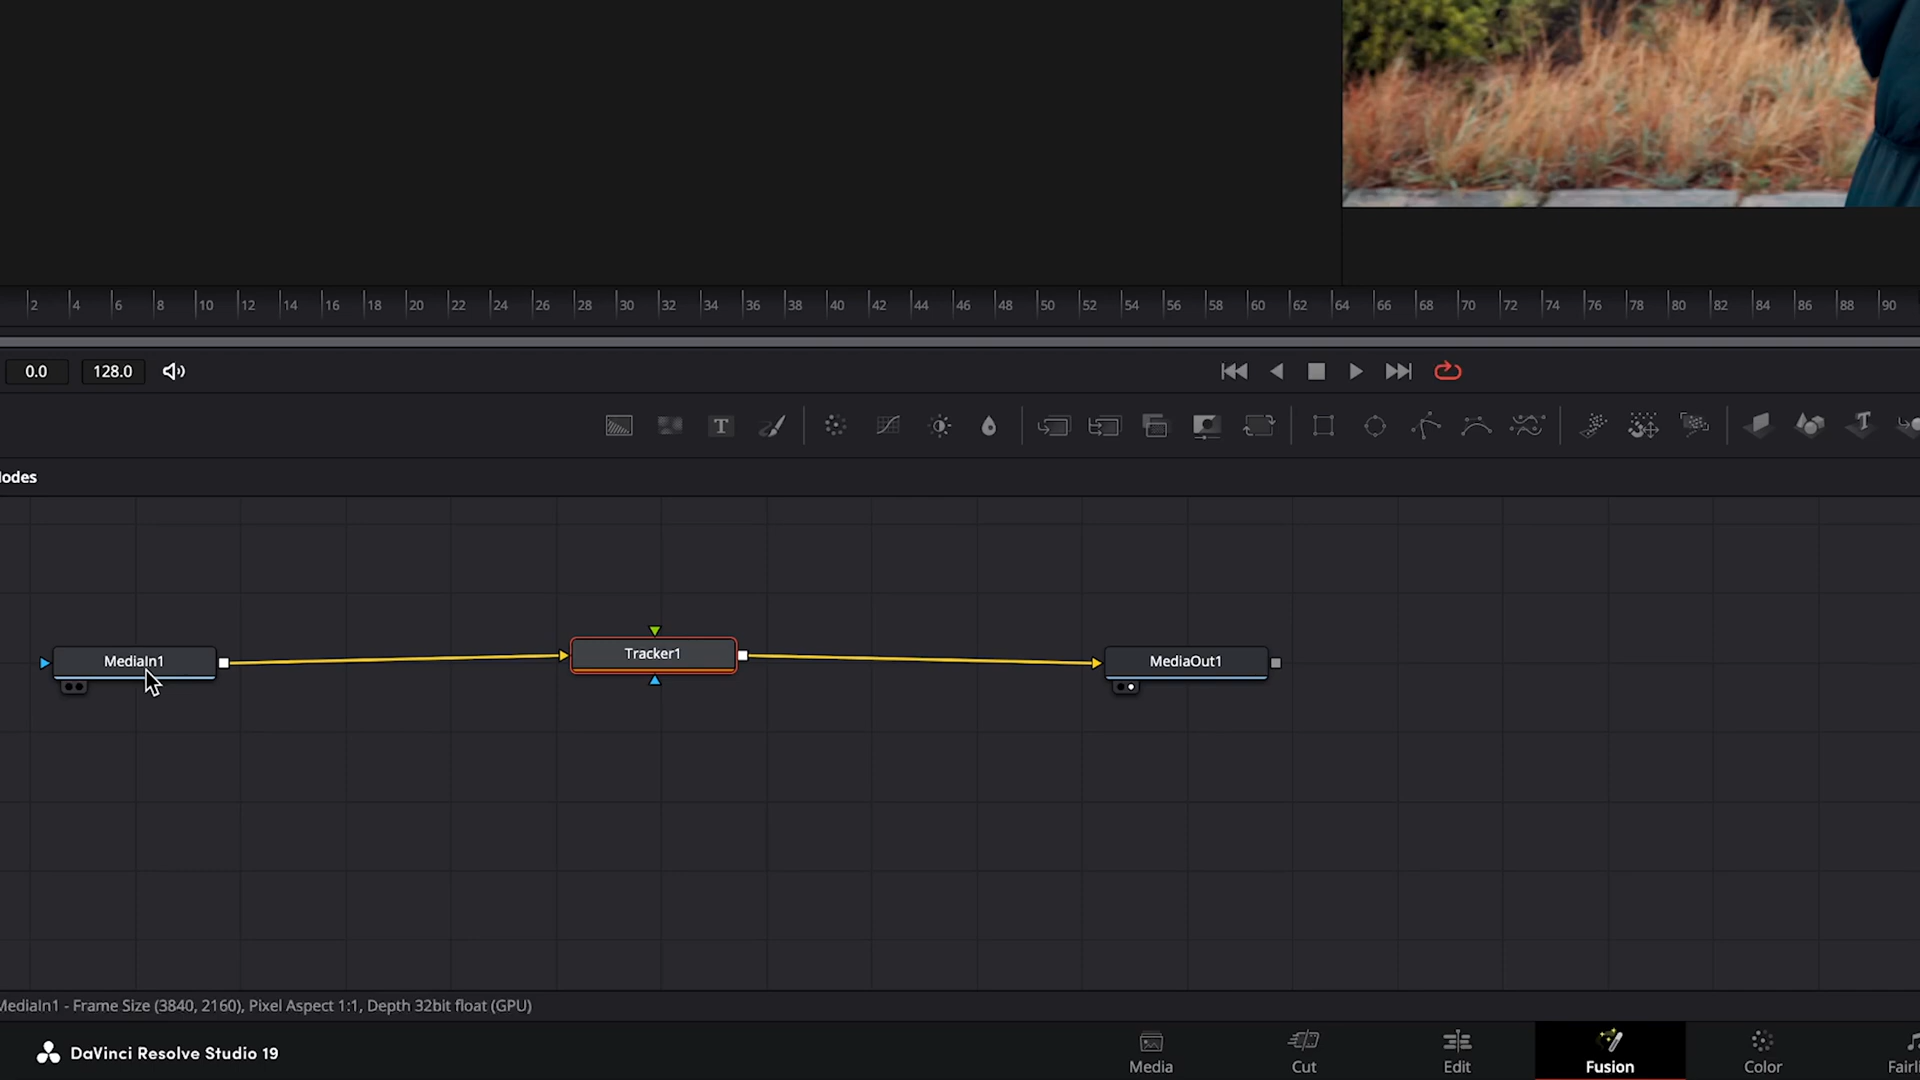 2 4 6 8 10 12 14 16 18 20 22 24 26 28 30 32 34 36 38 40 42 44 46 48 50 52 54 56 58 60 62 64 66 68 70 72 74 76 78 80 82 84 86 88 90
0.0 128.0
T T
odes
MediaIn1 Tracker1 MediaOut1
MediaIn1 - Frame Size (3840, 2160), Pixel Aspect 1:1, Depth 32bit float (GPU)
DaVinci Resolve Studio 19 Media Cut Edit Fusion Color Fairl